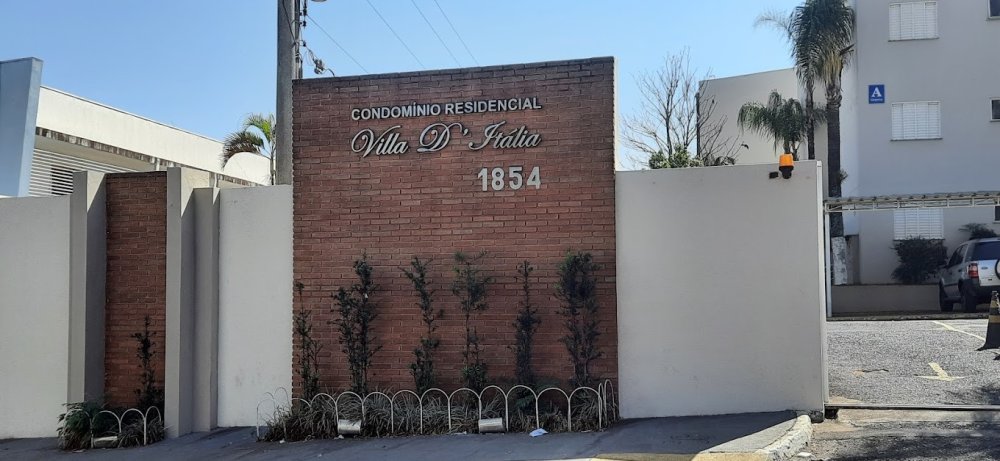 CONDOMÍNIO RESIDENCIAL
Villa D'Itália
1854
A